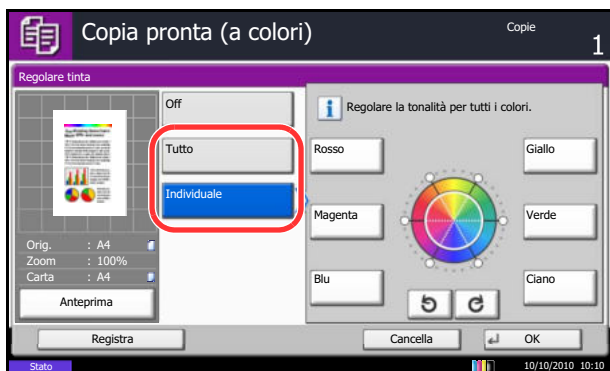 Copia pronta (a colori)
Copie
1
Regolare tinta
Off
Tutto
Individuale
Regolare la tonalità per tutti i colori.
Rosso
Giallo
Magenta
Verde
Blu
Ciano
Orig. : A4
Zoom : 100%
Carta : A4
Anteprima
Registra
Cancella
OK
Stato
10/10/2010 10:10